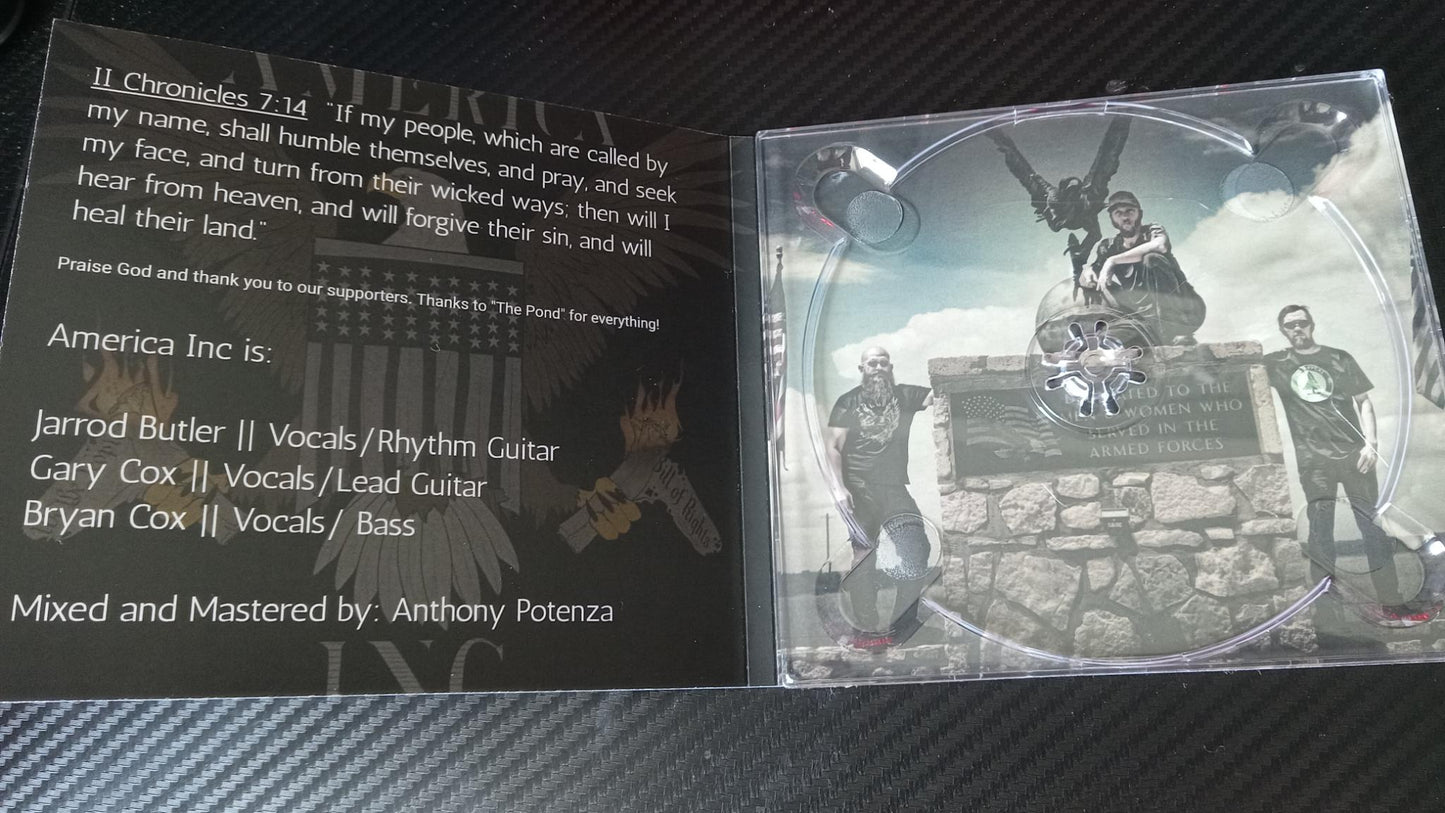 AMERICA
II Chronicles 7:14 "If my people, which are called by
my name, shall humble themselves, and pray, and seek
my face, and turn from their wicked ways; then will I
hear from heaven, and will forgive their sin, and will
heal their land."
Praise God and thank you to our supporters. Thanks to "The Pond" for everything!
America Inc is:
Jarrod Butler || Vocals/Rhythm Guitar
Gary Cox || Vocals/Lead Guitar
Bryan Cox || Vocals/ Bass
Bill of Rights
Mixed and Mastered by: Anthony Potenza
INC
TO THE
WOMEN WHO
SERVED IN THE
ARMED FORCES